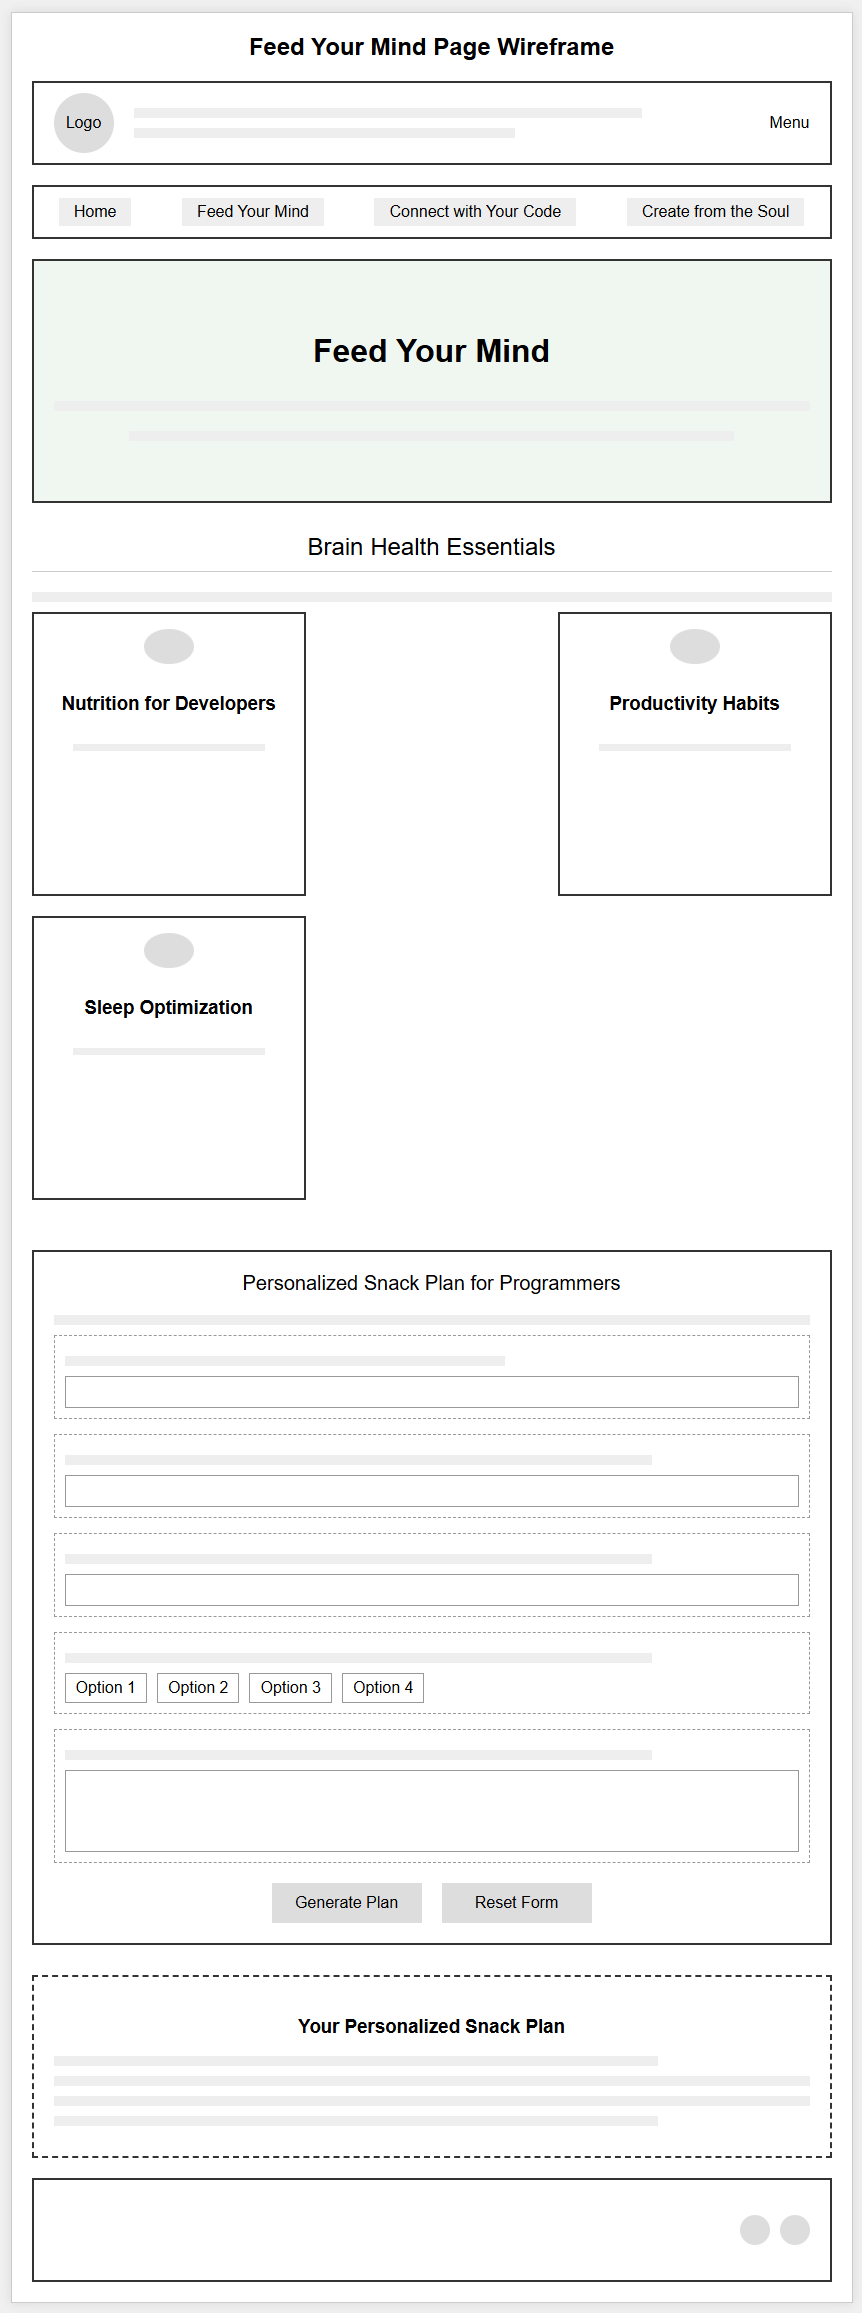 Feed Your Mind Page Wireframe
Logo
Menu
Home
Feed Your Mind
Connect with Your Code
Create from the Soul
Feed Your Mind
Brain Health Essentials
Nutrition for Developers
Productivity Habits
Sleep Optimization
Personalized Snack Plan for Programmers
Option 1
Option 2
Option 3
Option 4
Generate Plan
Reset Form
Your Personalized Snack Plan